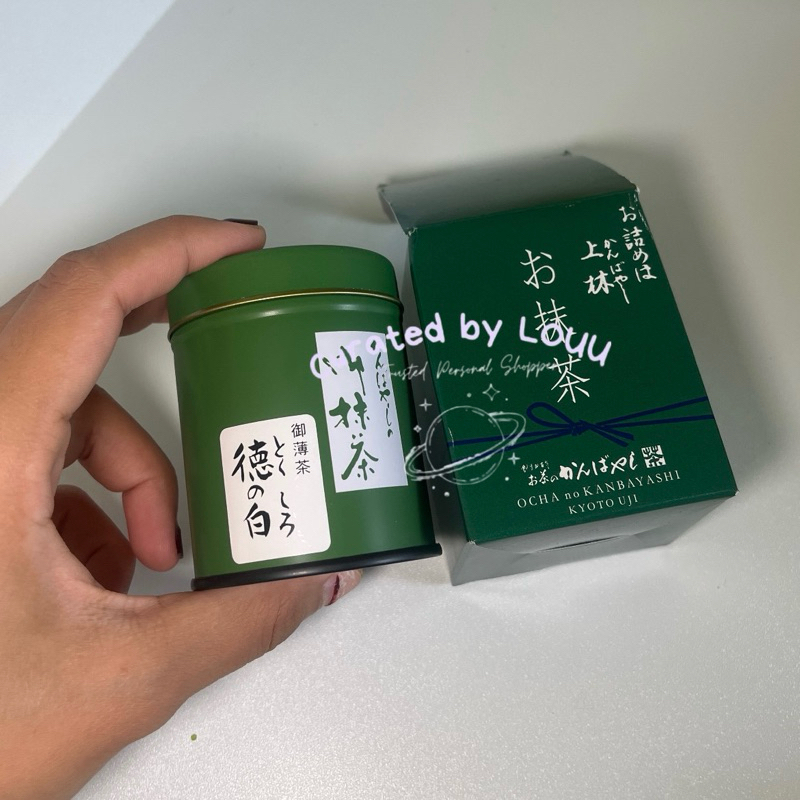 御薄茶
とくしろ
徳の白
かんばやしの
御抹茶
お詰めは
かんばやし
上林
お抹茶
お茶のかんばやし
OCHA no KANBAYASHI
KYOTO UJI
Curated by Louu
Trusted Personal Shopper